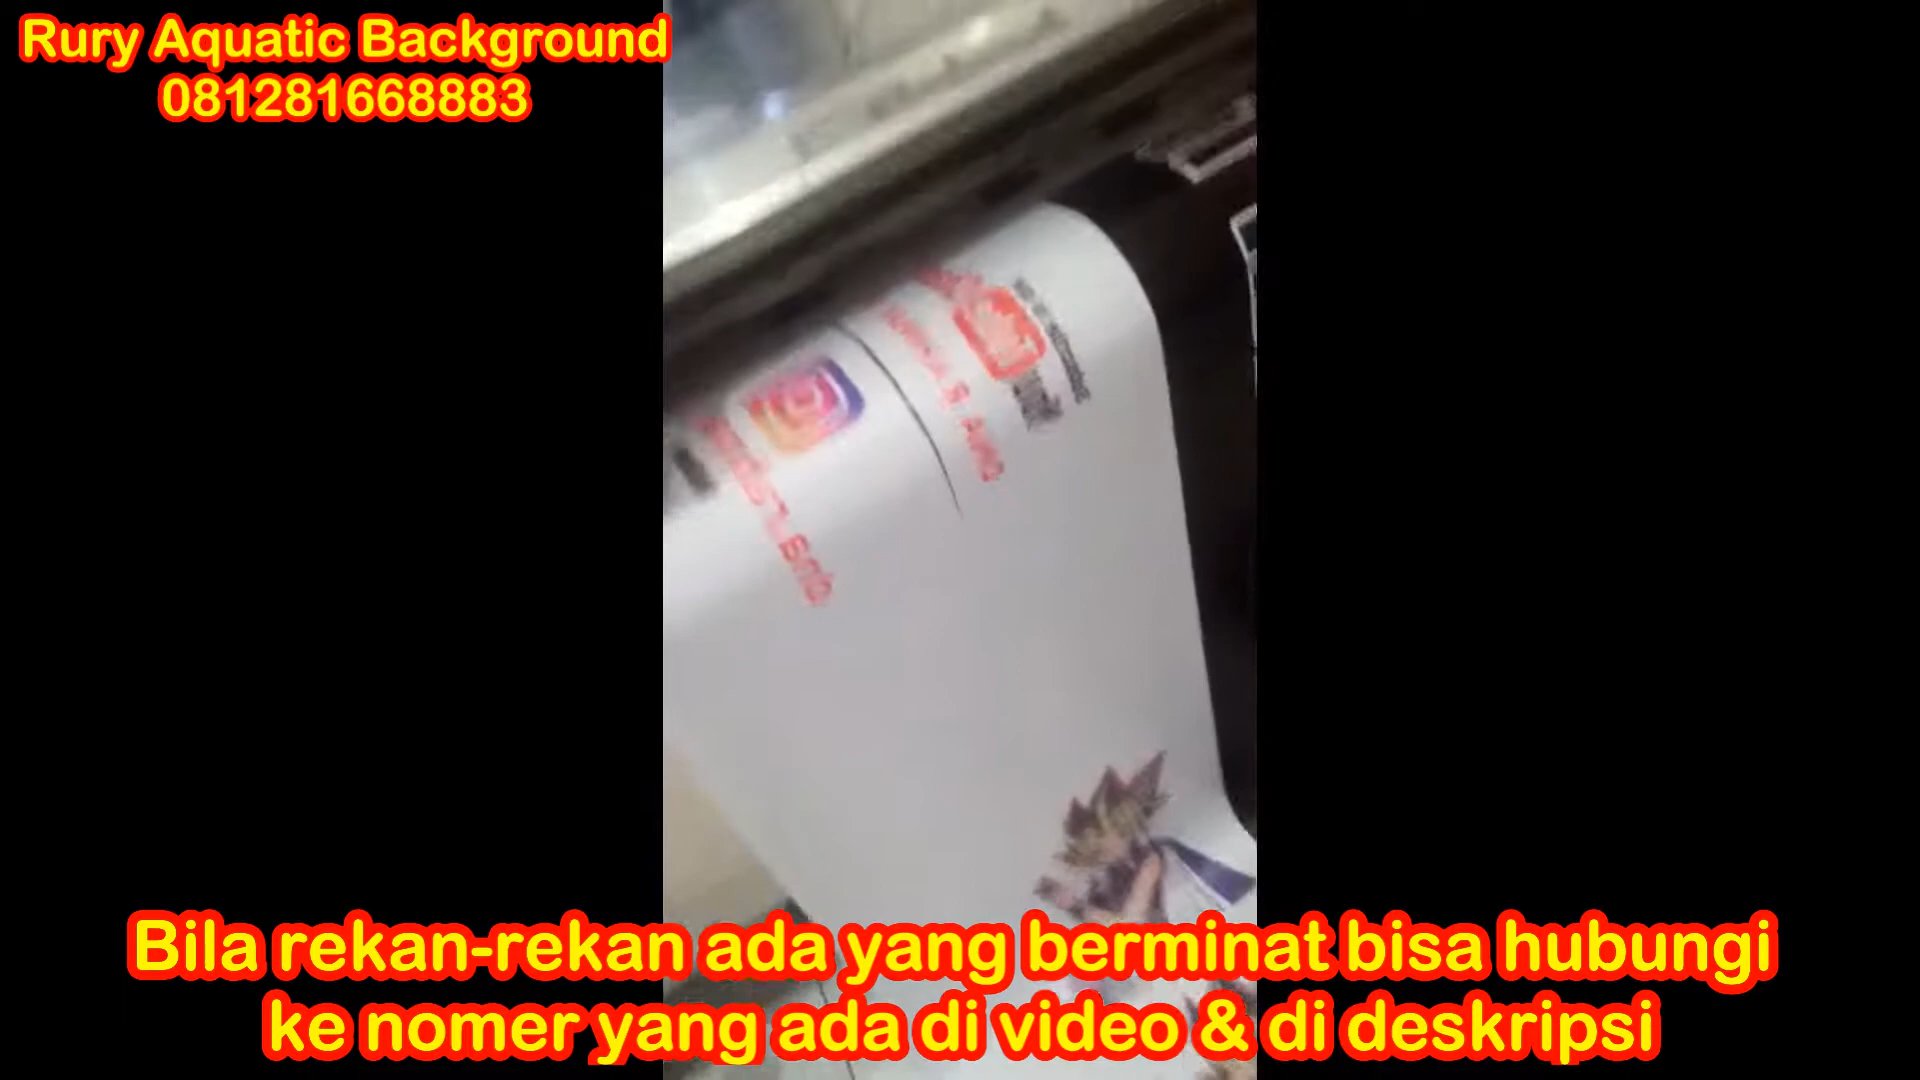 Rury Aquatic Background
081281668883
Bila rekan-rekan ada yang berminat bisa hubungi
ke nomer yang ada di video & di deskripsi